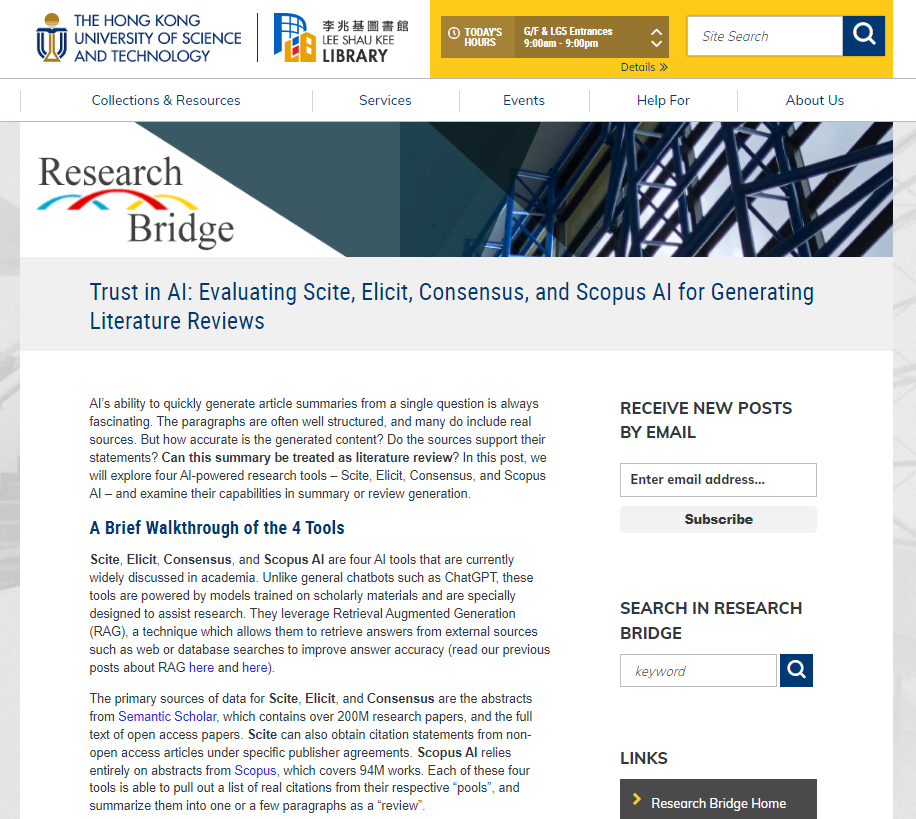 THE HONG KONG
UNIVERSITY OF SCIENCE
AND TECHNOLOGY
李兆基圖書館
LEE SHAU KEE
LIBRARY
TODAY'S
HOURS
G/F & LG5 Entrances
9:00am - 9:00pm
Details
Site Search
Collections & Resources
Services
Events
Help For
About Us
Research
Bridge
Trust in AI: Evaluating Scite, Elicit, Consensus, and Scopus AI for Generating
Literature Reviews
AI's ability to quickly generate article summaries from a single question is always
fascinating. The paragraphs are often well structured, and many do include real
sources. But how accurate is the generated content? Do the sources support their
statements? Can this summary be treated as literature review? In this post, we
will explore four AI-powered research tools – Scite, Elicit, Consensus, and Scopus
AI – and examine their capabilities in summary or review generation.
A Brief Walkthrough of the 4 Tools
Scite, Elicit, Consensus, and Scopus AI are four AI tools that are currently
widely discussed in academia. Unlike general chatbots such as ChatGPT, these
tools are powered by models trained on scholarly materials and are specially
designed to assist research. They leverage Retrieval Augmented Generation
(RAG), a technique which allows them to retrieve answers from external sources
such as web or database searches to improve answer accuracy (read our previous
posts about RAG here and here).
The primary sources of data for Scite, Elicit, and Consensus are the abstracts
from Semantic Scholar, which contains over 200M research papers, and the full
text of open access papers. Scite can also obtain citation statements from non-
open access articles under specific publisher agreements. Scopus AI relies
entirely on abstracts from Scopus, which covers 94M works. Each of these four
tools is able to pull out a list of real citations from their respective “pools”, and
summarize them into one or a few paragraphs as a “review”.
RECEIVE NEW POSTS
BY EMAIL
Enter email address...
Subscribe
SEARCH IN RESEARCH
BRIDGE
keyword
LINKS
Research Bridge Home